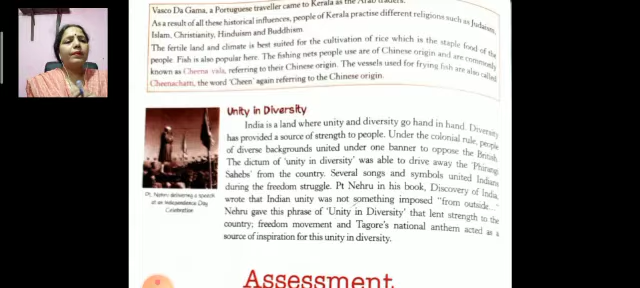 Vasco Da Gama, a Portuguese traveller came to Kerala as the Arab traders.
As a result of all these historical influences, people of Kerala practise different religions such as Judaism,
Islam, Christianity, Hinduism and Buddhism.
The fertile land and climate is best suited for the cultivation of rice which is the staple food of the
people. Fish is also popular here. The fishing nets people use are of Chinese origin and are commonly
known as Cheena vala, referring to their Chinese origin. The vessels used for frying fish are also called
Cheenacham, the word 'Cheen' again referring to the Chinese origin.
Unity in Diversity
India is a land where unity and diversity go hand in hand. Diversity
has provided a source of strength to people. Under the colonial rule, people
of diverse backgrounds united under one banner to oppose the British.
The dictum of 'unity in diversity' was able to drive away the 'Phirangi
Sahebs' from the country. Several songs and symbols united Indians
during the freedom struggle. Pt Nehru in his book, Discovery of India,
wrote that Indian unity was not something imposed "from outside..."
Nehru gave this phrase of 'Unity in Diversity' that lent strength to the
country; freedom movement and Tagore's national anthem acted as a
source of inspiration for this unity in diversity.
Pt. Nehru delivering a speech
at an Independence Day
Celebration
Assessment